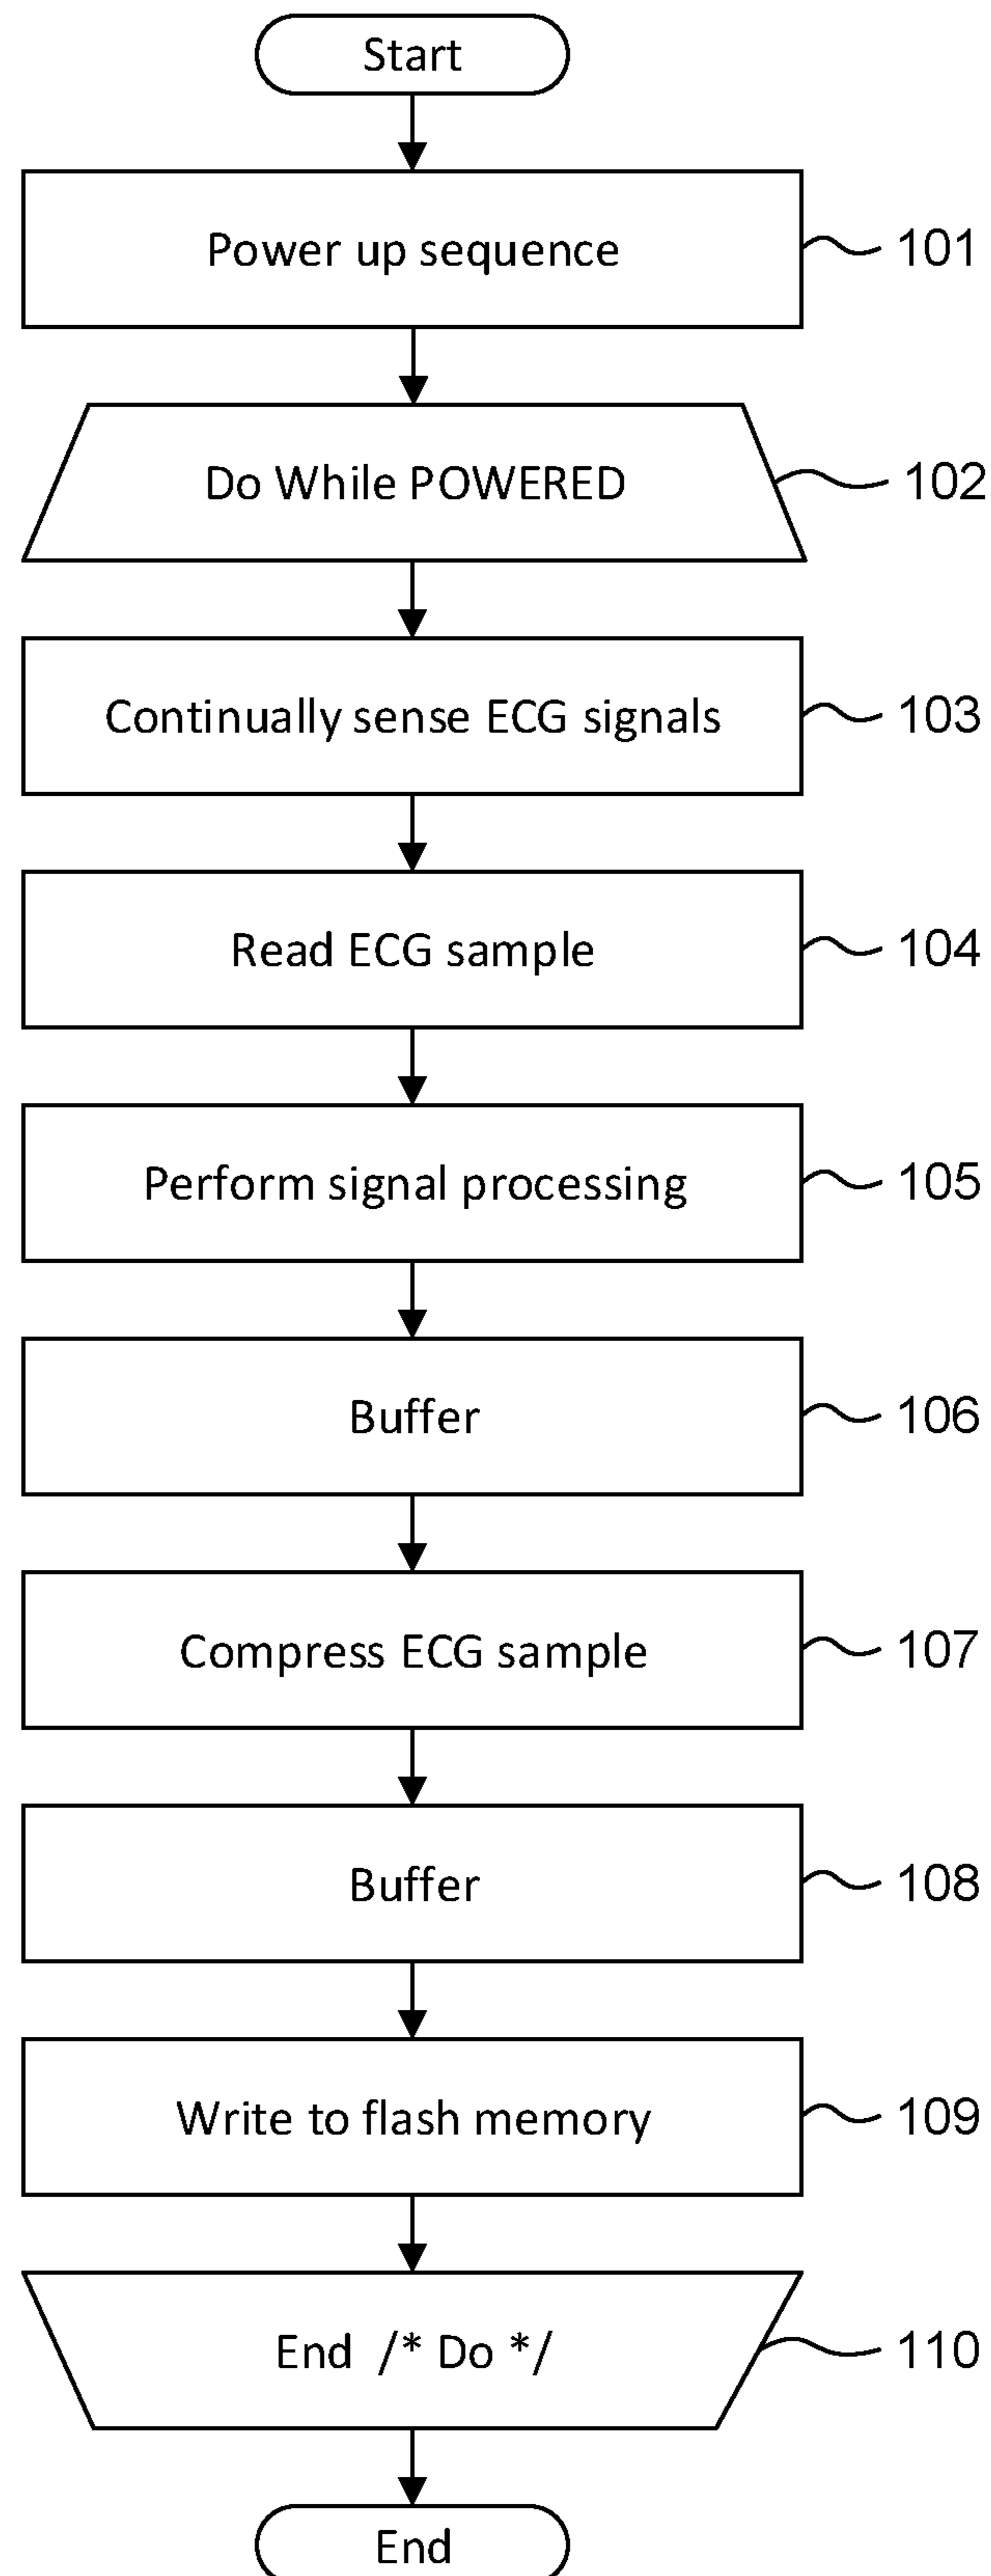 Start
Power up sequence 101
Do While POWERED 102
Continually sense ECG signals 103
Read ECG sample 104
Perform signal processing 105
Buffer 106
Compress ECG sample 107
Buffer 108
Write to flash memory 109
End /* Do */ 110
End